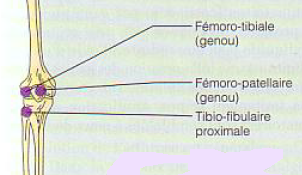 Fémoro-tibiale
(genou)
Fémoro-patellaire
(genou)
Tibio-fibulaire
proximale